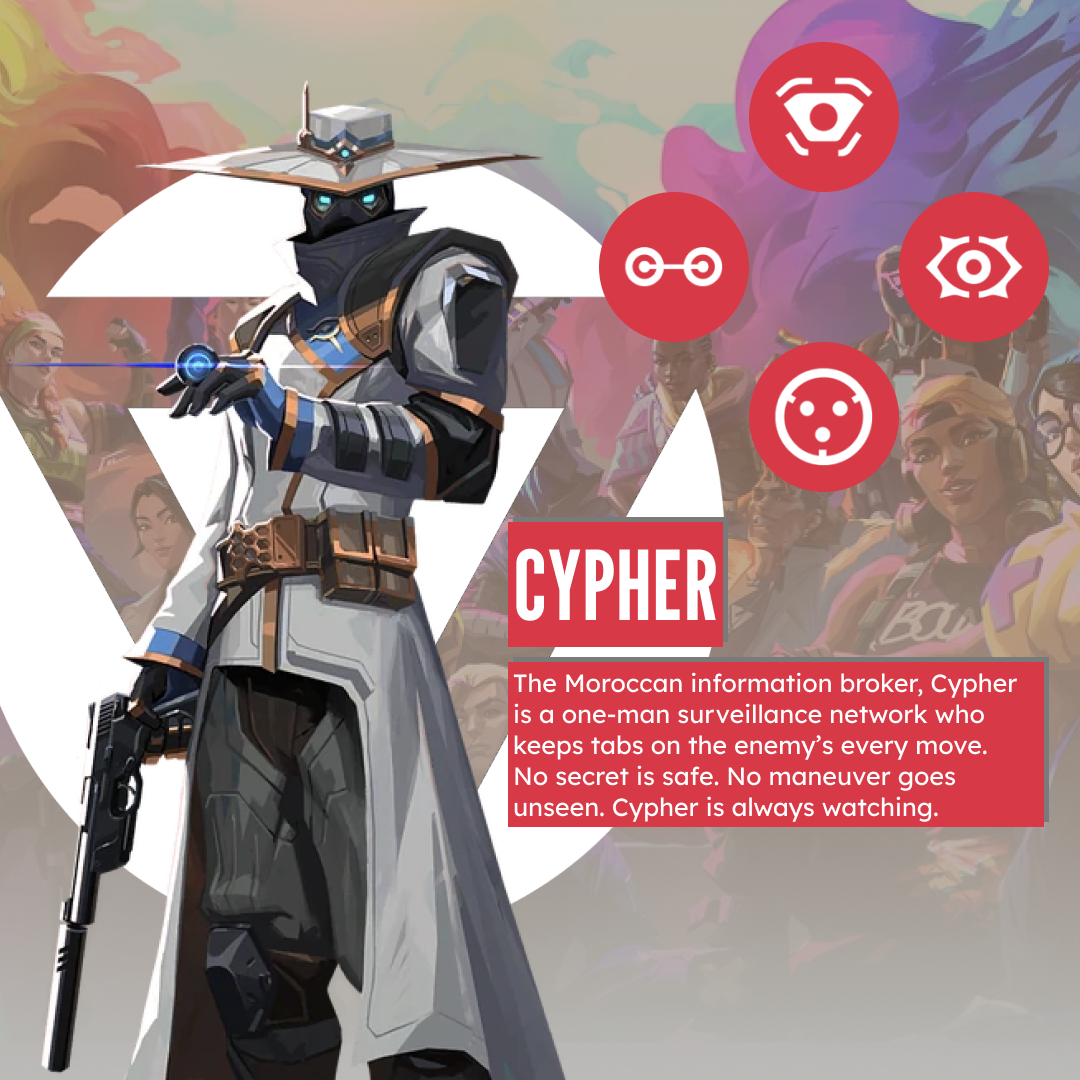 CYPHER
The Moroccan information broker, Cypher
is a one-man surveillance network who
keeps tabs on the enemy’s every move.
No secret is safe. No maneuver goes
unseen. Cypher is always watching.